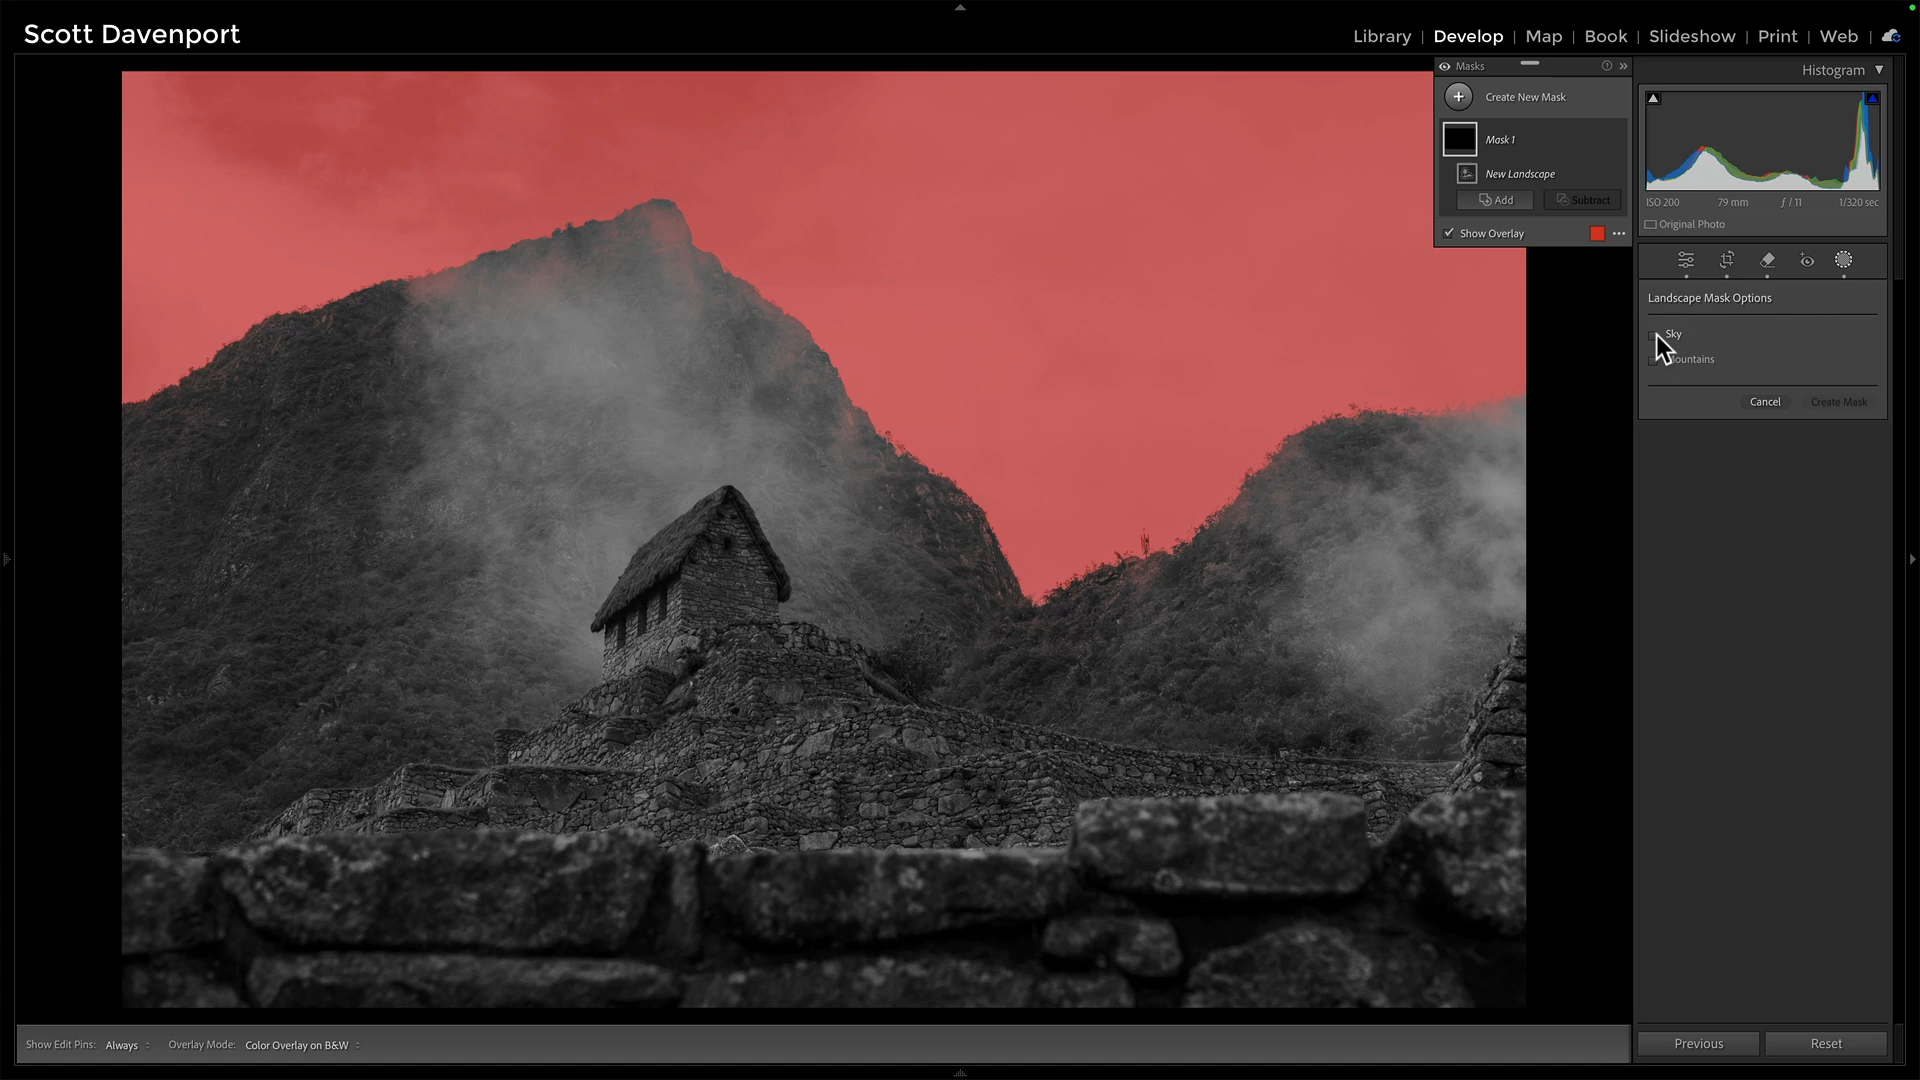 Scott Davenport
Library | Develop | Map | Book | Slideshow | Print | Web |
Masks
Histogram
Create New Mask
Mask 1
New Landscape
Add
Subtract
Show Overlay
ISO 200 79 mm ƒ / 11 1/320 sec
Original Photo
Landscape Mask Options
Sky
Cancel Create Mask
Show Edit Pins: Always Overlay Mode: Color Overlay on B&W
Previous Reset